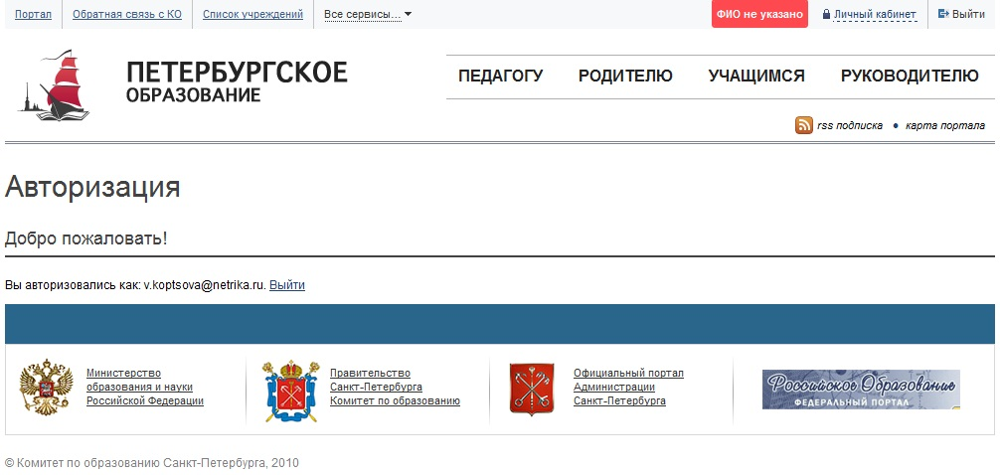 Портал Обратная связь с КО Список учреждений Все сервисы... ФИО не указано Личный кабинет Выйти
ПЕТЕРБУРГСКОЕ
ОБРАЗОВАНИЕ
ПЕДАГОГУ РОДИТЕЛЮ УЧАЩИМСЯ РУКОВОДИТЕЛЮ
rss подписка • карта портала
Авторизация
Добро пожаловать!
Вы авторизовались как: v.koptsova@netrika.ru. Выйти
Министерство
образования и науки
Российской Федерации
Правительство
Санкт-Петербурга
Комитет по образованию
Официальный портал
Администрации
Санкт-Петербурга
Российское Образование
ФЕДЕРАЛЬНЫЙ ПОРТАЛ
© Комитет по образованию Санкт-Петербурга, 2010